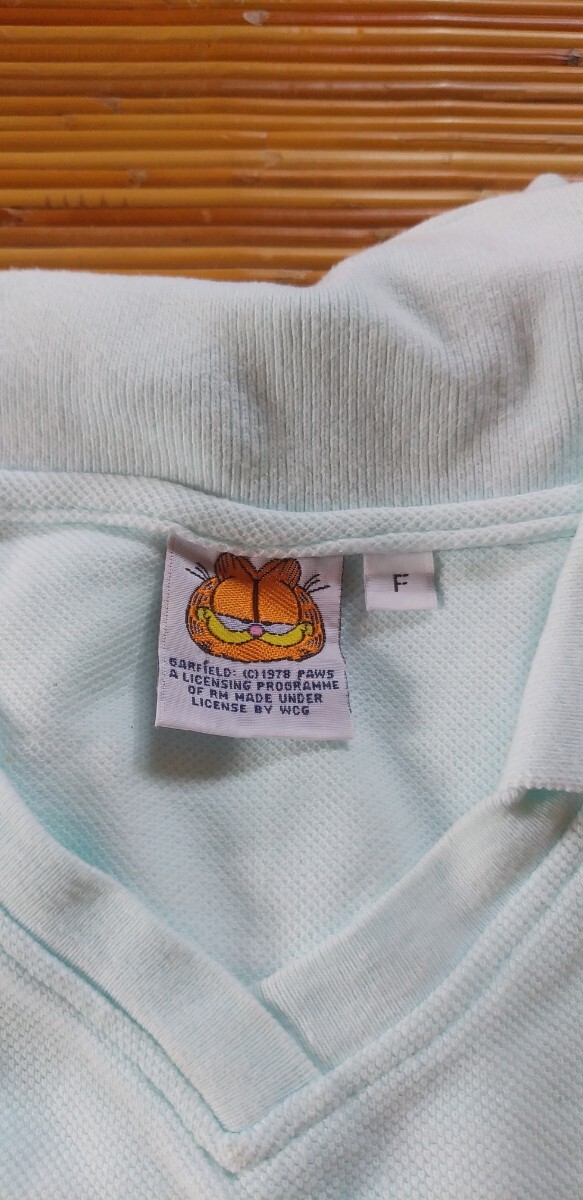 GARFIELD: (C) 1978 PAWS
A LICENSING PROGRAMME
OF RM MADE UNDER
LICENSE BY WCG
F